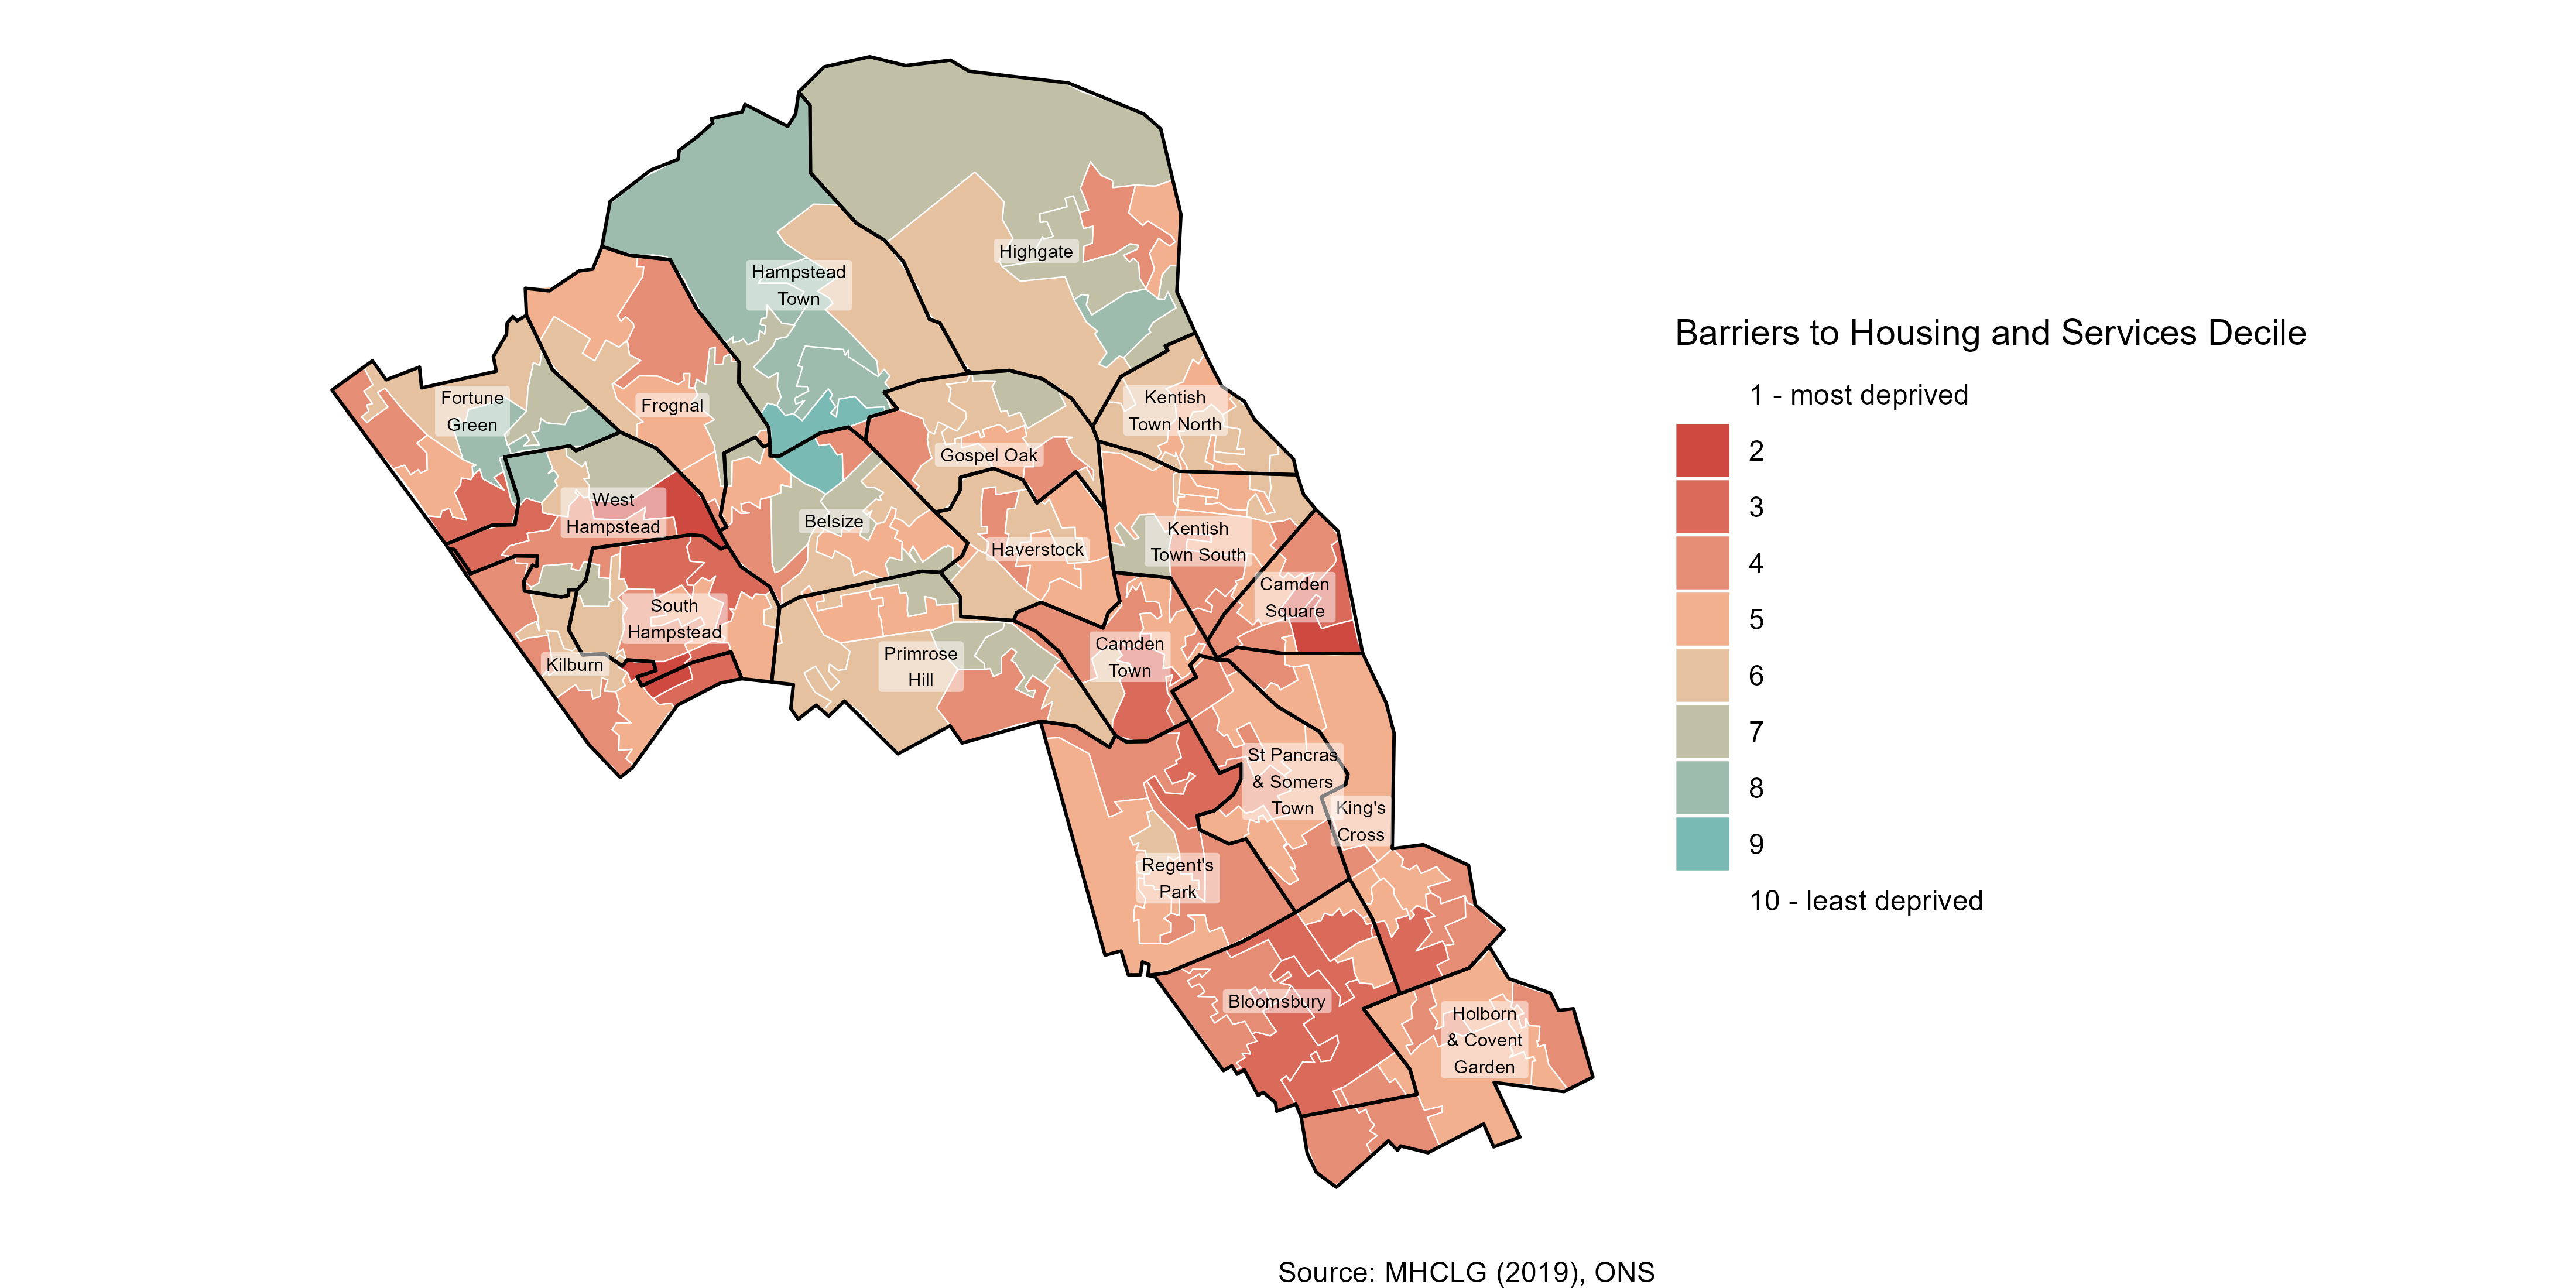 Highgate
Hampstead
Town
Fortune
Green
Frognal
Kentish
Town North
Gospel Oak
West
Hampstead
Belsize
Haverstock
Kentish
Town South
Camden
Square
South
Hampstead
Kilburn
Primrose
Hill
Camden
Town
St Pancras
& Somers
Town
King's
Cross
Regent's
Park
Bloomsbury
Holborn
& Covent
Garden
Barriers to Housing and Services Decile
1 - most deprived
2
3
4
5
6
7
8
9
10 - least deprived
Source: MHCLG (2019), ONS